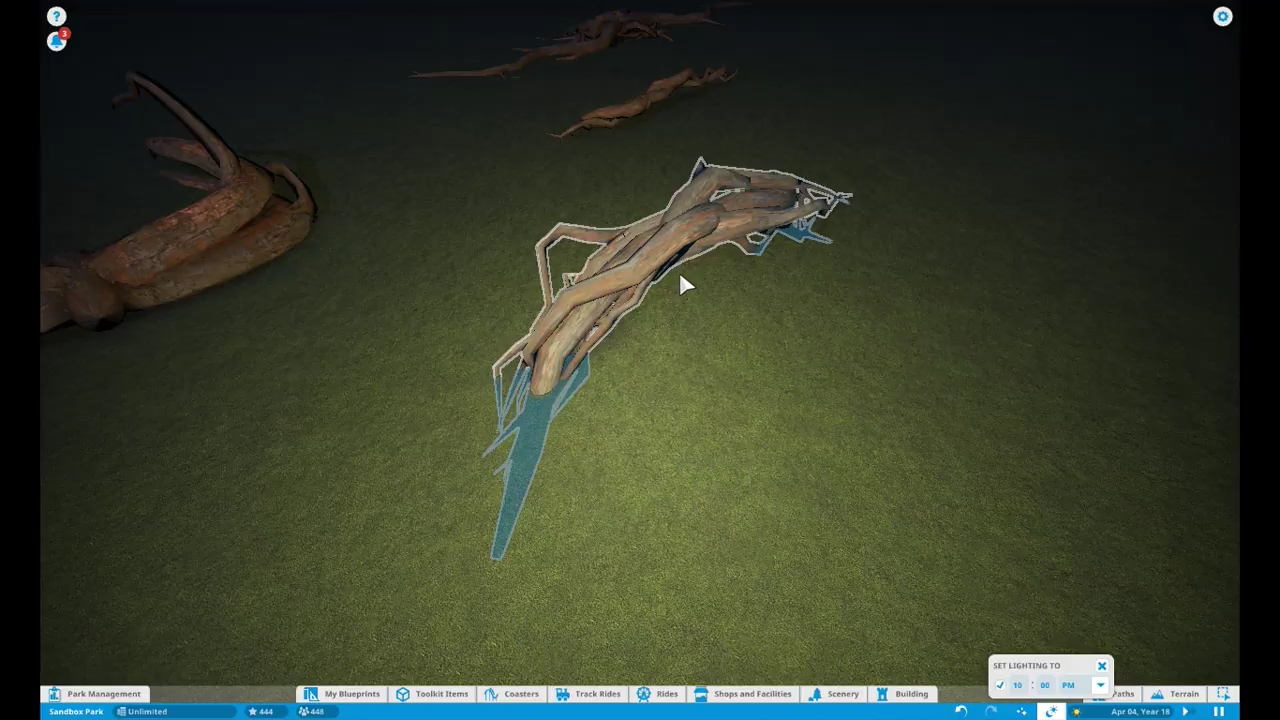 ?
3
SET LIGHTING TO
10 : 00 PM
Park Management
My Blueprints
Toolkit Items
Coasters
Track Rides
Rides
Shops and Facilities
Scenery
Building
Paths
Terrain
Sandbox Park
Unlimited
444
448
Apr 04, Year 18